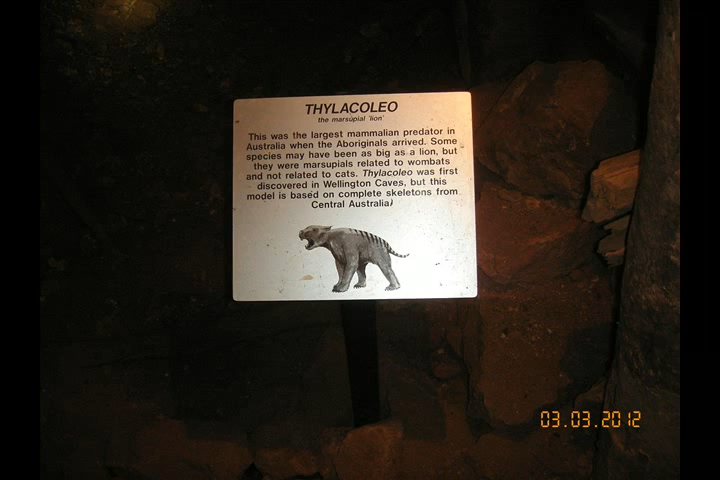 THYLACOLEO
the marsupial 'lion'
This was the largest mammalian predator in
Australia when the Aboriginals arrived. Some
species may have been as big as a lion, but
they were marsupials related to wombats
and not related to cats. Thylacoleo was first
discovered in Wellington Caves, but this
model is based on complete skeletons from
Central Australia)
03.03.2012